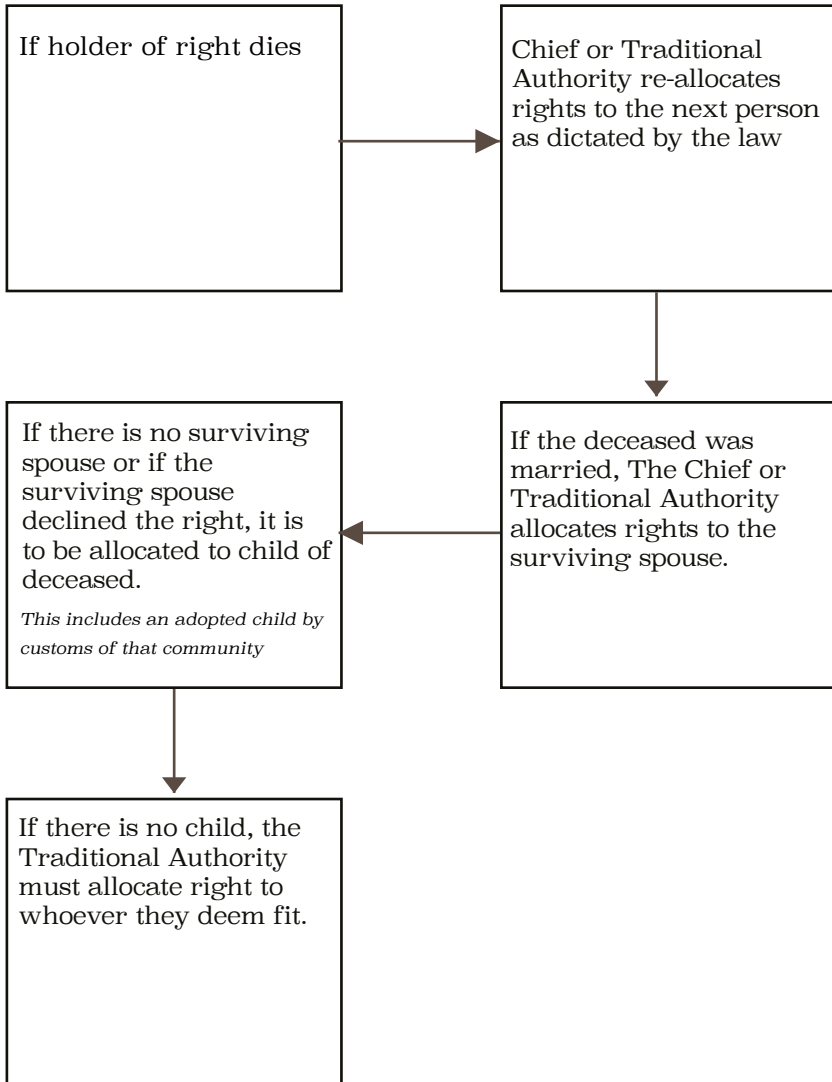 If holder of right dies
Chief or Traditional
Authority re-allocates
rights to the next person
as dictated by the law
If the deceased was
married, The Chief or
Traditional Authority
allocates rights to the
surviving spouse.
If there is no surviving
spouse or if the
surviving spouse
declined the right, it is
to be allocated to child of
deceased.
This includes an adopted child by
customs of that community
If there is no child, the
Traditional Authority
must allocate right to
whoever they deem fit.